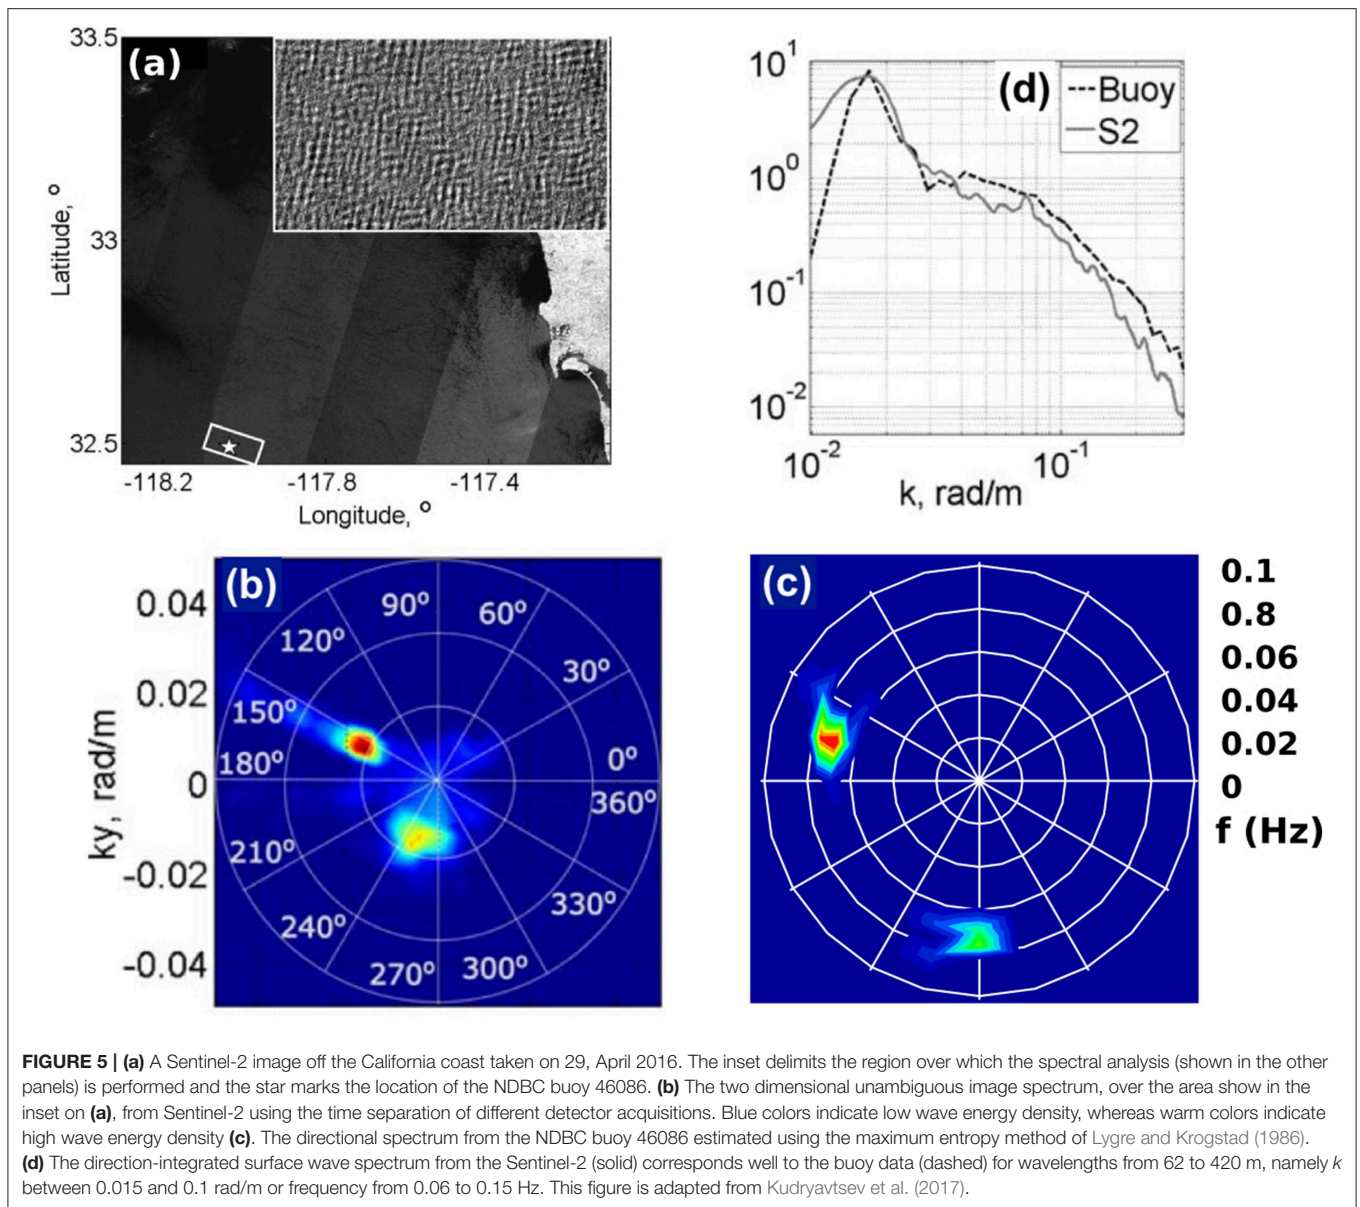 33.5
(a)
33
32.5
Latitude, °
-118.2 -117.8 -117.4
Longitude, °
(d)
Buoy
S2
10^1
10^0
10^-1
10^-2
10^-2 10^-1
k, rad/m
(b)
0.04
0.02
0
-0.02
-0.04
ky, rad/m
90° 60°
120°
30°
150°
180° 0°
360°
210°
330°
240°
270° 300°
(c)
0.1
0.8
0.06
0.04
0.02
0
f (Hz)
FIGURE 5 | (a) A Sentinel-2 image off the California coast taken on 29, April 2016. The inset delimits the region over which the spectral analysis (shown in the other
panels) is performed and the star marks the location of the NDBC buoy 46086. (b) The two dimensional unambiguous image spectrum, over the area show in the
inset on (a), from Sentinel-2 using the time separation of different detector acquisitions. Blue colors indicate low wave energy density, whereas warm colors indicate
high wave energy density (c). The directional spectrum from the NDBC buoy 46086 estimated using the maximum entropy method of Lygre and Krogstad (1986).
(d) The direction-integrated surface wave spectrum from the Sentinel-2 (solid) corresponds well to the buoy data (dashed) for wavelengths from 62 to 420 m, namely k
between 0.015 and 0.1 rad/m or frequency from 0.06 to 0.15 Hz. This figure is adapted from Kudryavtsev et al. (2017).